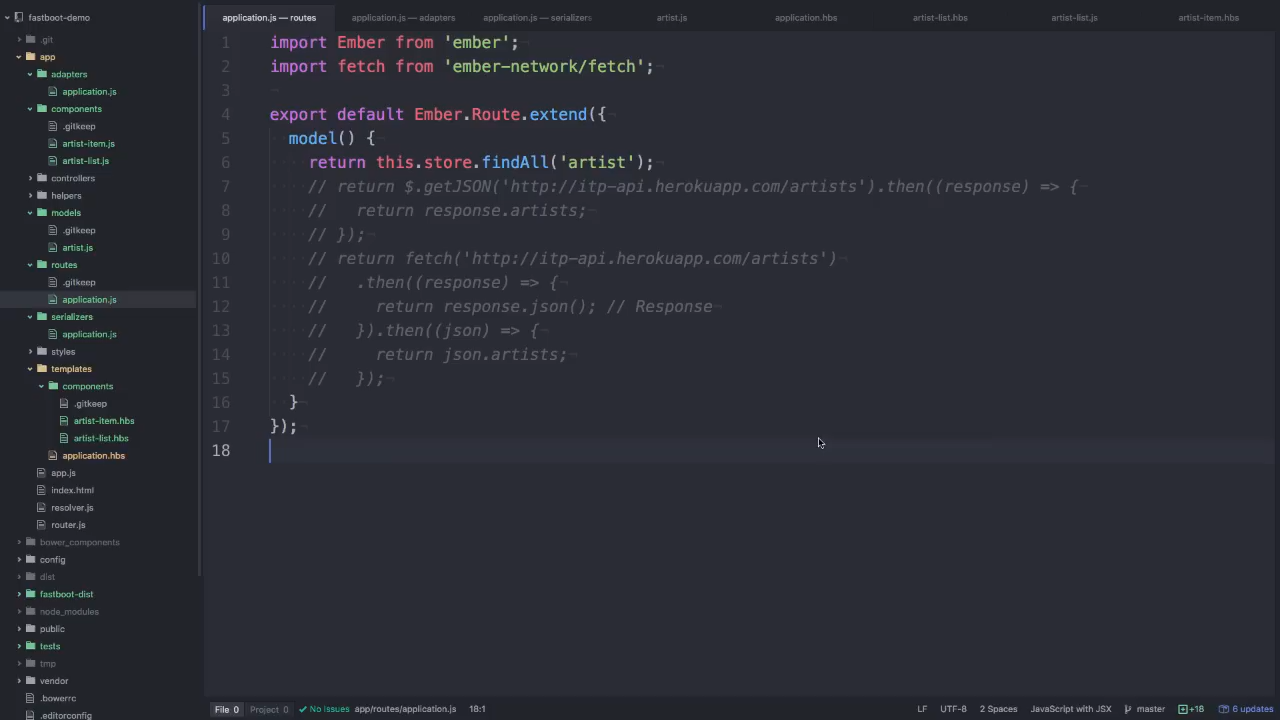 fastboot-demo
.git
app
adapters
application.js
components
.gitkeep
artist-item.js
artist-list.js
controllers
helpers
models
.gitkeep
artist.js
routes
.gitkeep
application.js
serializers
application.js
styles
templates
components
.gitkeep
artist-item.hbs
artist-list.hbs
application.hbs
app.js
index.html
resolver.js
router.js
bower_components
config
dist
fastboot-dist
node_modules
public
tests
tmp
vendor
.bowerrc
.editorconfig
application.js — routes application.js — adapters application.js — serializers artist.js application.hbs artist-list.hbs artist-list.js artist-item.hbs
1 import Ember from 'ember';
2 import fetch from 'ember-network/fetch';
3
4 export default Ember.Route.extend({
5 model() {
6 return this.store.findAll('artist');
7 // return $.getJSON('http://itp-api.herokuapp.com/artists').then((response) => {
8 //   return response.artists;
9 // });
10 // return fetch('http://itp-api.herokuapp.com/artists')
11 //   .then((response) => {
12 //     return response.json(); // Response
13 //   }).then((json) => {
14 //     return json.artists;
15 //   });
16 }
17 });
18
File 0 Project 0 No Issues app/routes/application.js 18:1 LF UTF-8 2 Spaces JavaScript with JSX master +18 6 updates